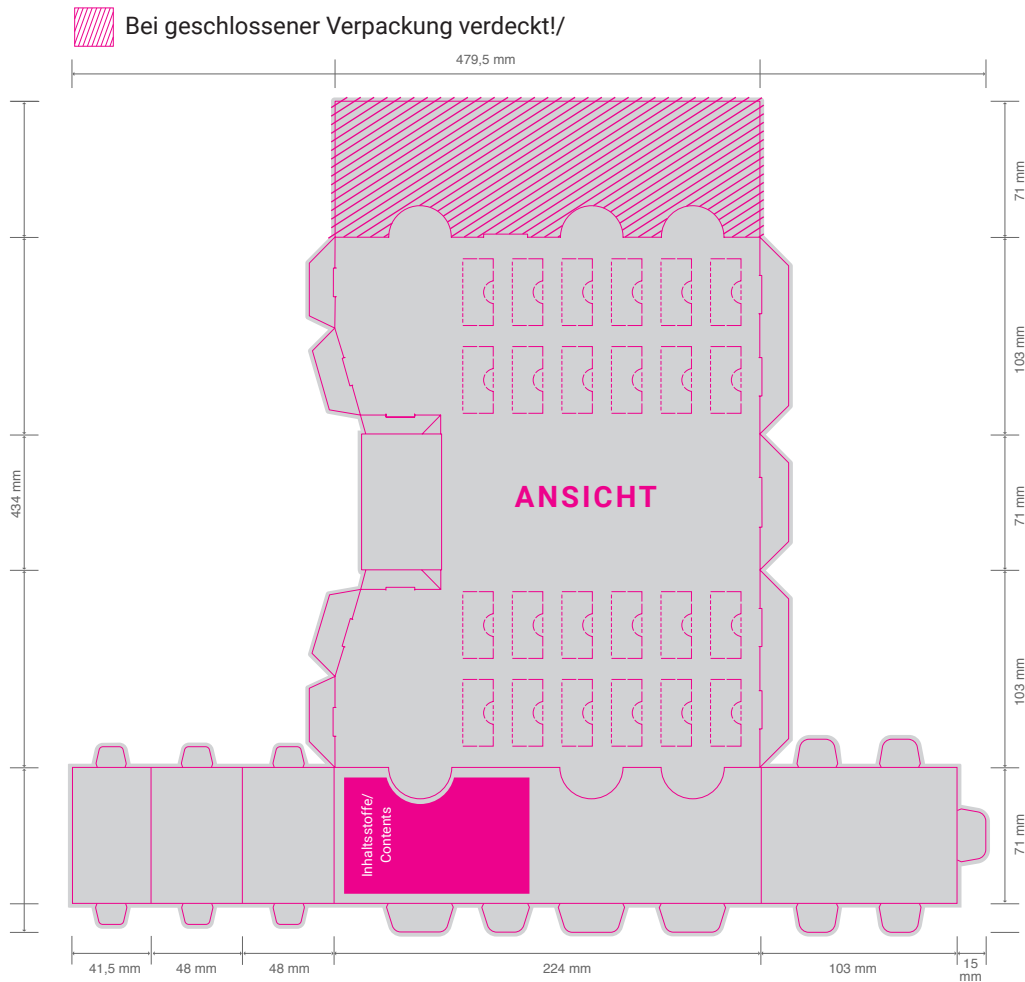 Bei geschlossener Verpackung verdeckt!/
479,5 mm
71 mm
103 mm
434 mm
ANSICHT
71 mm
103 mm
Inhaltsstoffe/
Contents
71 mm
41,5 mm
48 mm
48 mm
224 mm
103 mm
15
mm